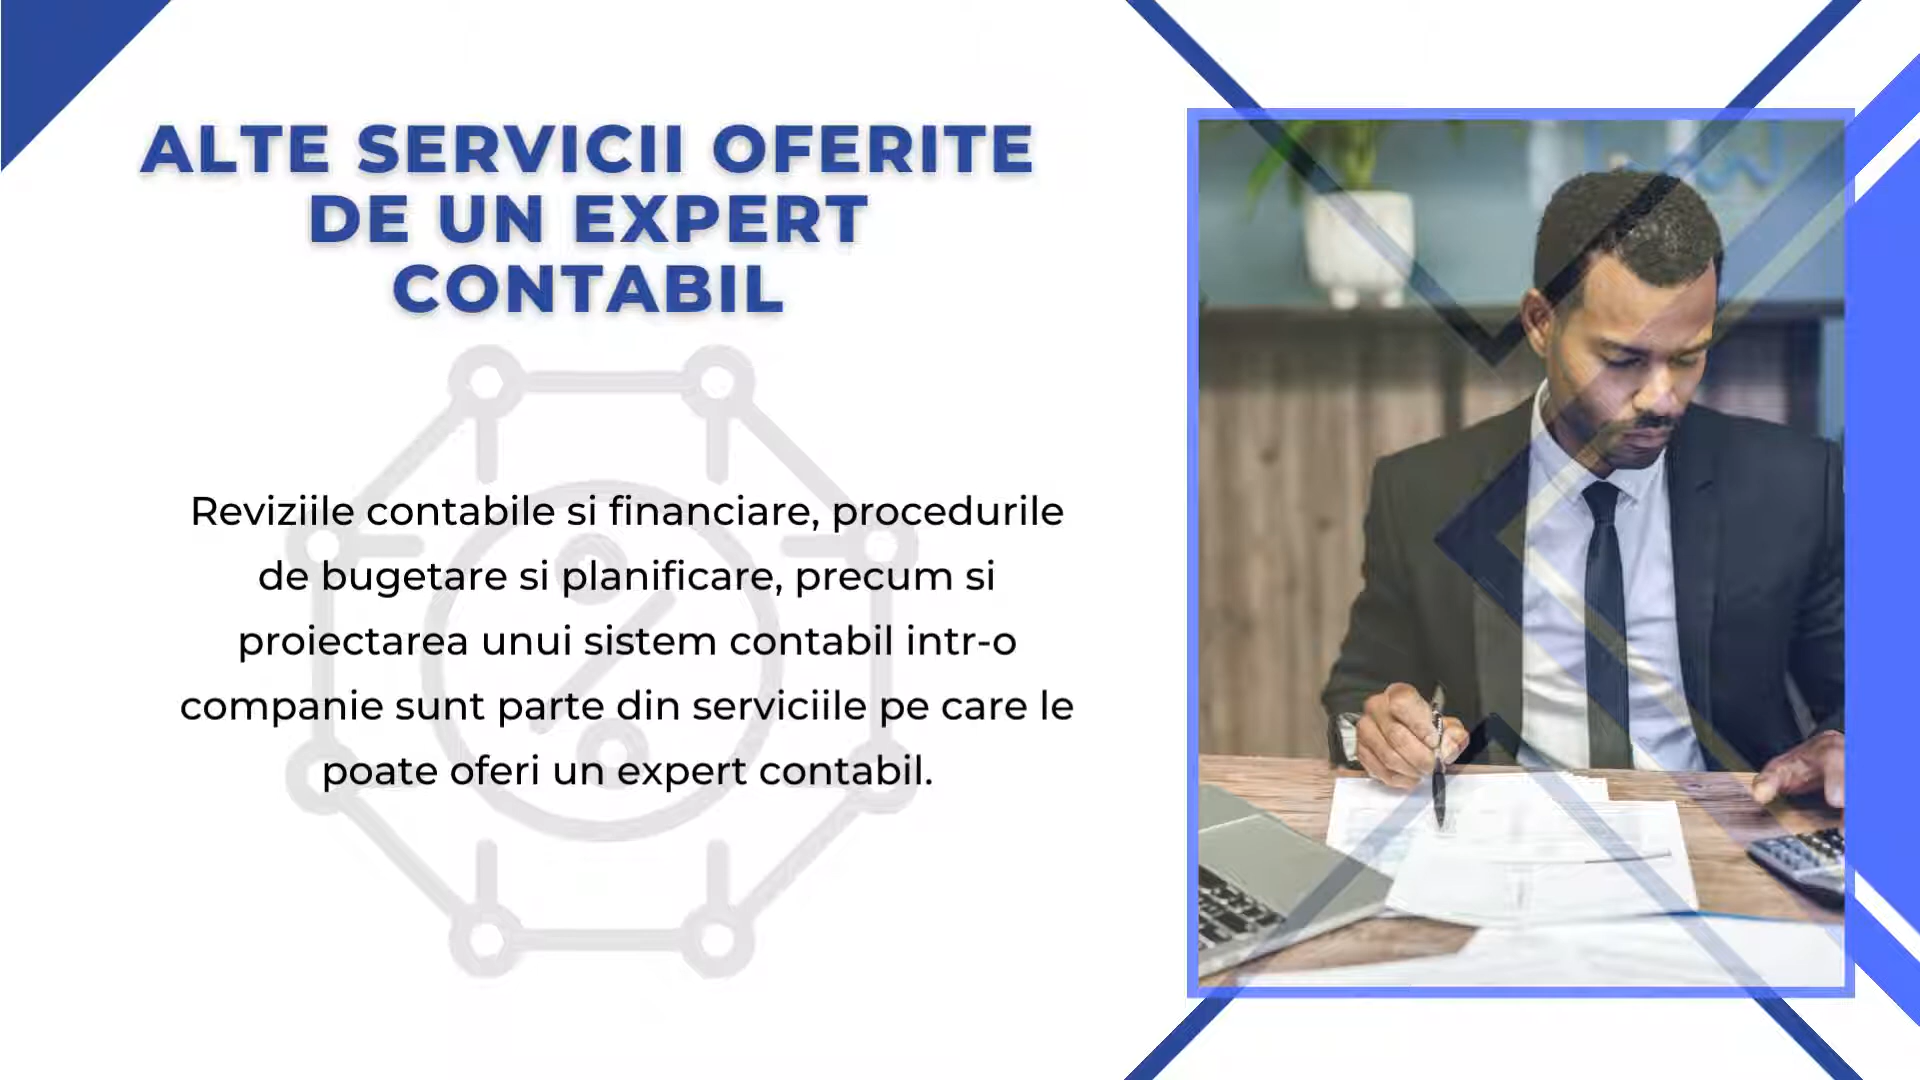 ALTE SERVICII OFERITE
DE UN EXPERT
CONTABIL
Reviziile contabile si financiare, procedurile
de bugetare si planificare, precum si
proiectarea unui sistem contabil intr-o
companie sunt parte din serviciile pe care le
poate oferi un expert contabil.